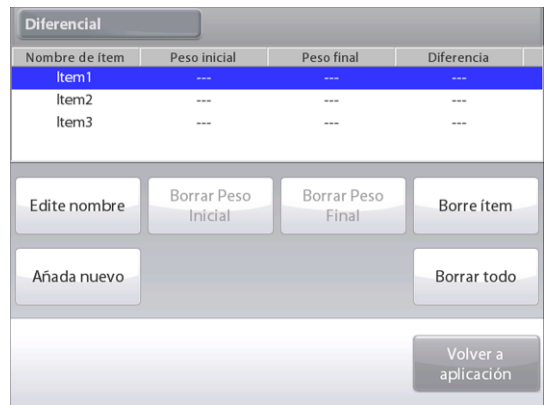 Diferencial
Nombre de ítem Peso inicial Peso final Diferencia
Item1 --- --- ---
Item2 --- --- ---
Item3 --- --- ---
Edite nombre
Borrar Peso
Inicial
Borrar Peso
Final
Borre ítem
Añada nuevo
Borrar todo
Volver a
aplicación